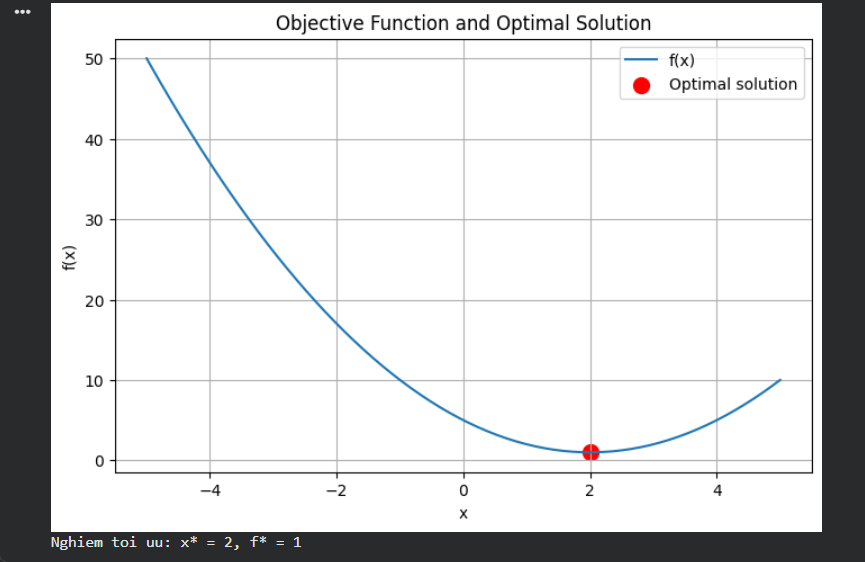 •••
Objective Function and Optimal Solution
f(x)
Optimal solution
50
40
30
20
10
0
f(x)
−4 −2 0 2 4
x
Nghiem toi uu: x* = 2, f* = 1